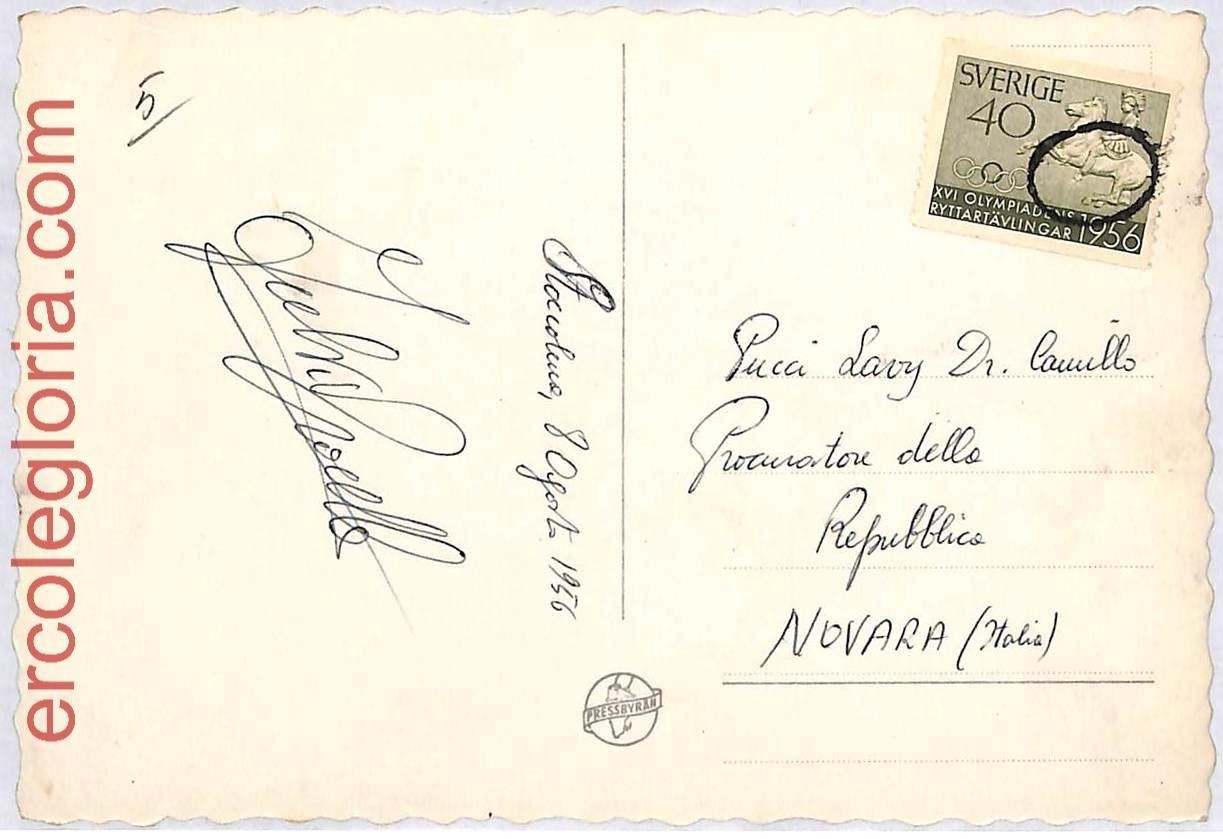 ercolegloria.com
5
Stoccolma, 8 Agosto 1956
SVERIGE
40
XVI OLYMPIADENS
RYTTARTÄVLINGAR 1956
Pucci Lavy Dr. Camillo
Procuratore della
Repubblica
NOVARA (Italia)
PRESSBYRÅN